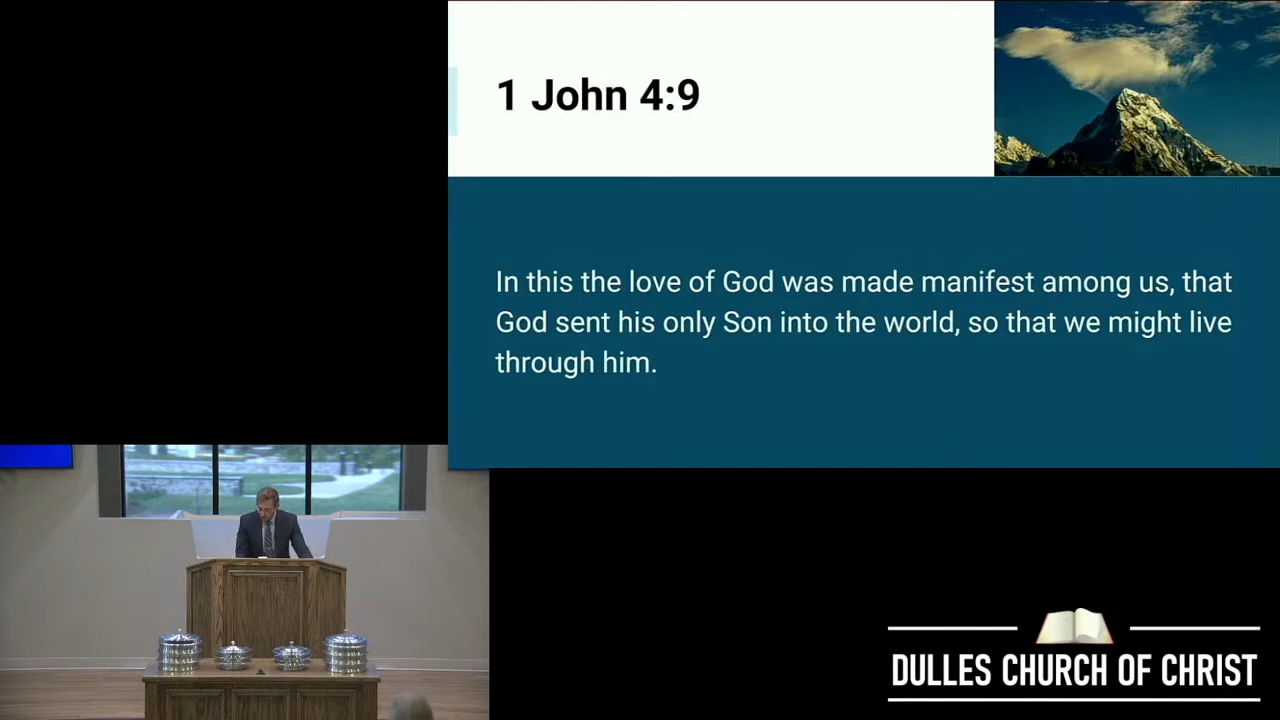 1 John 4:9
In this the love of God was made manifest among us, that
God sent his only Son into the world, so that we might live
through him.
DULLES CHURCH OF CHRIST